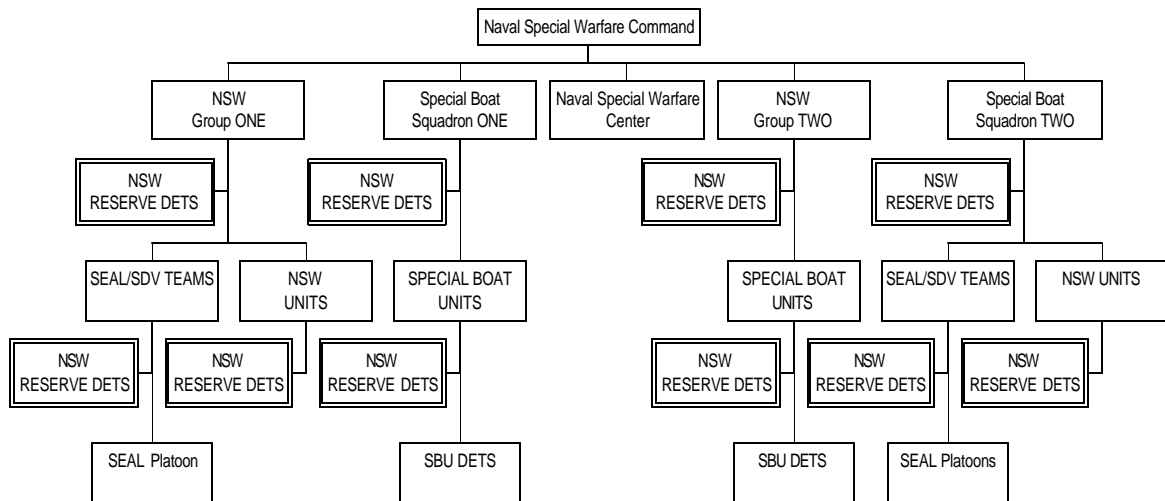 Naval Special Warfare Command
NSW
Group ONE
Special Boat
Squadron ONE
Naval Special Warfare
Center
NSW
Group TWO
Special Boat
Squadron TWO
NSW
RESERVE DETS
NSW
RESERVE DETS
NSW
RESERVE DETS
NSW
RESERVE DETS
SEAL/SDV TEAMS
NSW
UNITS
SPECIAL BOAT
UNITS
SPECIAL BOAT
UNITS
SEAL/SDV TEAMS
NSW UNITS
NSW
RESERVE DETS
NSW
RESERVE DETS
NSW
RESERVE DETS
NSW
RESERVE DETS
NSW
RESERVE DETS
NSW
RESERVE DETS
SEAL Platoon
SBU DETS
SBU DETS
SEAL Platoons